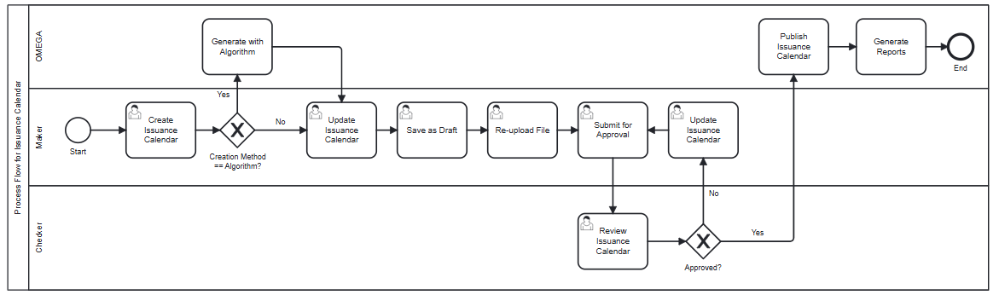 Process Flow for Issuance Calendar
OMEGA
Generate with
Algorithm
Publish
Issuance
Calendar
Generate
Reports
End
Yes
Maker
Start
Create
Issuance
Calendar
Creation Method
== Algorithm?
No
Update
Issuance
Calendar
Save as Draft
Re-upload File
Submit for
Approval
Update
Issuance
Calendar
No
Checker
Review
Issuance
Calendar
Approved?
Yes